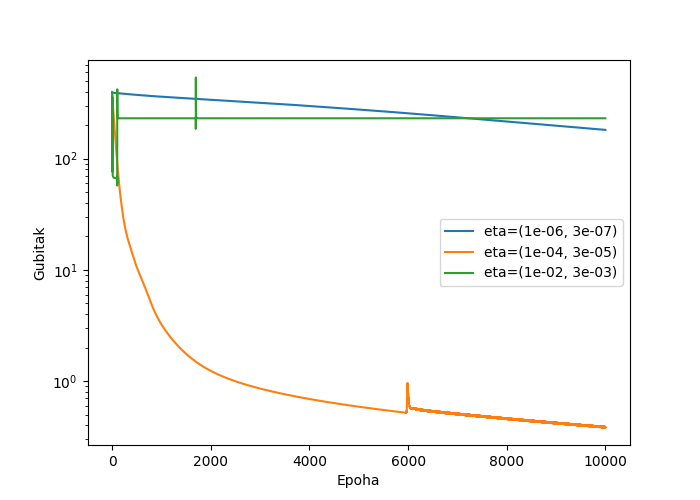 10²
10¹
10⁰
Gubitak
eta=(1e-06, 3e-07)
eta=(1e-04, 3e-05)
eta=(1e-02, 3e-03)
0 2000 4000 6000 8000 10000
Epoha